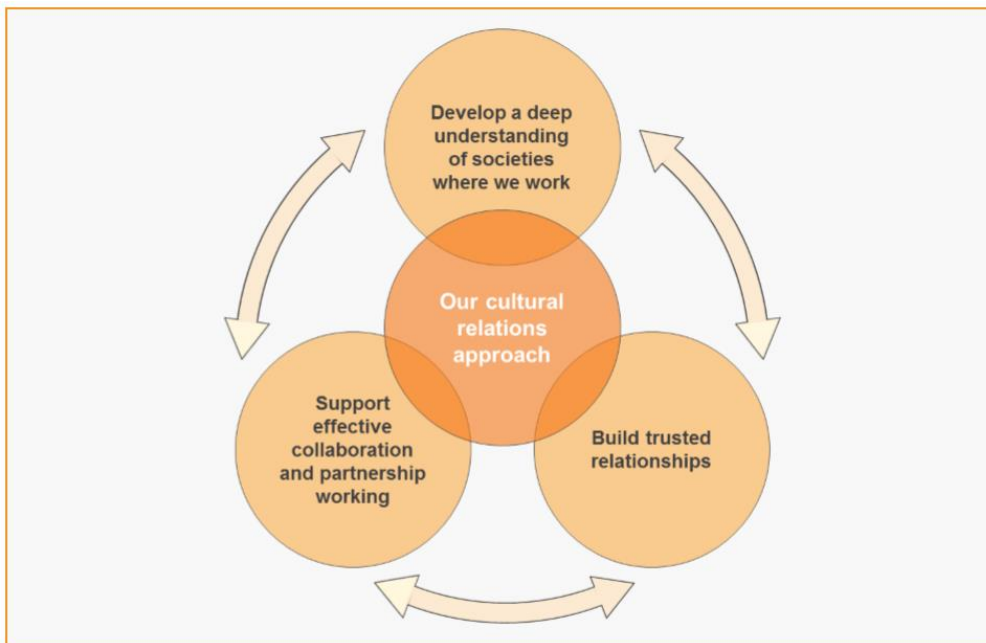 Develop a deep
understanding
of societies
where we work
Our cultural
relations
approach
Support
effective
collaboration
and partnership
working
Build trusted
relationships